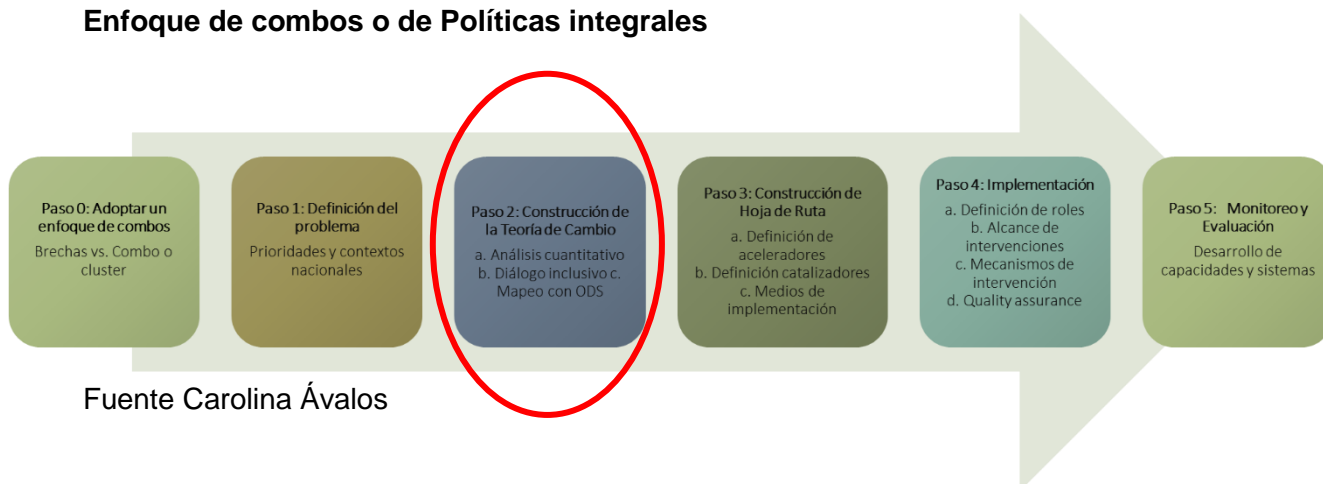 Enfoque de combos o de Políticas integrales
Paso 0: Adoptar un
enfoque de combos
Brechas vs. Combo o
cluster
Paso 1: Definición del
problema
Prioridades y contextos
nacionales
Paso 2: Construcción de
la Teoría de Cambio
a. Análisis cuantitativo
b. Diálogo inclusivo c.
Mapeo con ODS
Paso 3: Construcción de
Hoja de Ruta
a. Definición de
aceleradores
b. Definición catalizadores
c. Medios de
implementación
Paso 4: Implementación
a. Definición de roles
b. Alcance de
intervenciones
c. Mecanismos de
intervención
d. Quality assurance
Paso 5: Monitoreo y
Evaluación
Desarrollo de
capacidades y sistemas
Fuente Carolina Ávalos